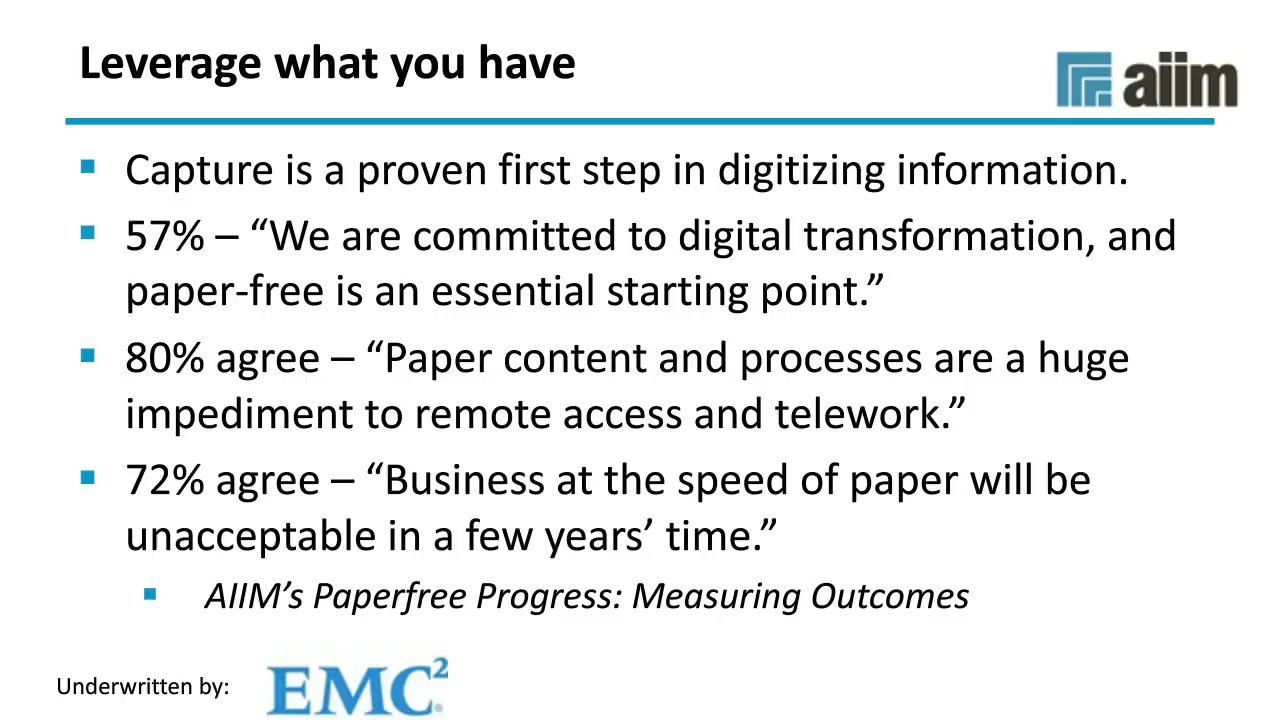 Leverage what you have
aiim
▪ Capture is a proven first step in digitizing information.
▪ 57% – “We are committed to digital transformation, and
paper-free is an essential starting point.”
▪ 80% agree – “Paper content and processes are a huge
impediment to remote access and telework.”
▪ 72% agree – “Business at the speed of paper will be
unacceptable in a few years’ time.”
▪ AIIM’s Paperfree Progress: Measuring Outcomes
Underwritten by: EMC²